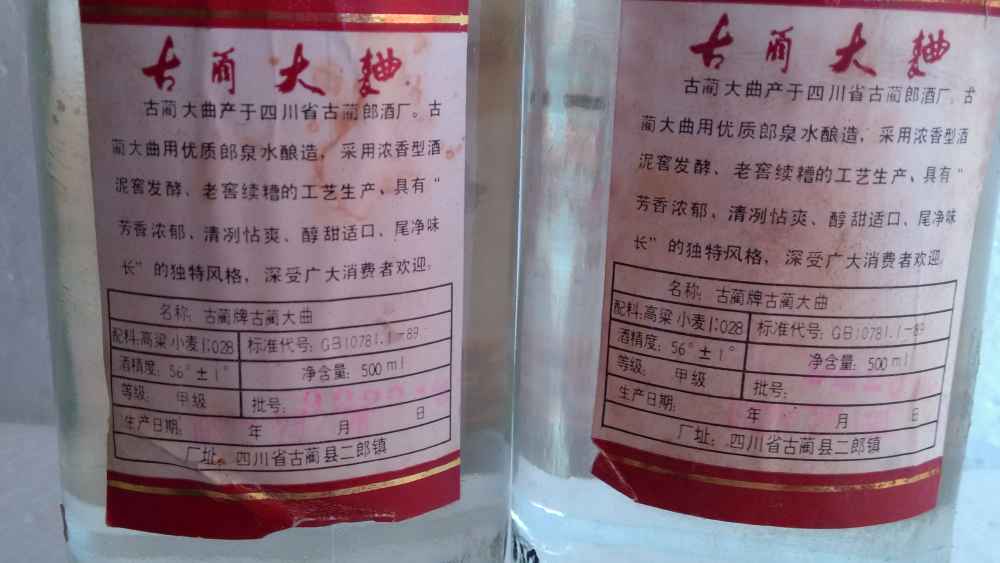 古蔺大麯
古蔺大曲产于四川省古蔺郎酒厂。古
蔺大曲用优质郎泉水酿造，采用浓香型酒
泥窖发酵、老窖续糟的工艺生产、具有“
芳香浓郁、清冽怗爽、醇甜适口、尾净味
长”的独特风格，深受广大消费者欢迎。
名称：古蔺牌古蔺大曲
配料：高粱 小麦1:028 标准代号：GB10781.1-89
酒精度：56°±1° 净含量：500ml
等级： 甲级 批号：
生产日期： 年 月 日
厂址：四川省古蔺县二郎镇
古蔺大麯
古蔺大曲产于四川省古蔺郎酒厂。古
蔺大曲用优质郎泉水酿造，采用浓香型酒
泥窖发酵、老窖续糟的工艺生产、具有“
芳香浓郁、清冽怗爽、醇甜适口、尾净味
长”的独特风格，深受广大消费者欢迎。
名称：古蔺牌古蔺大曲
配料：高粱 小麦1:028 标准代号：GB10781.1-89
酒精度：56°±1° 净含量：500ml
等级： 甲级 批号：
生产日期： 年 月 日
厂址：四川省古蔺县二郎镇